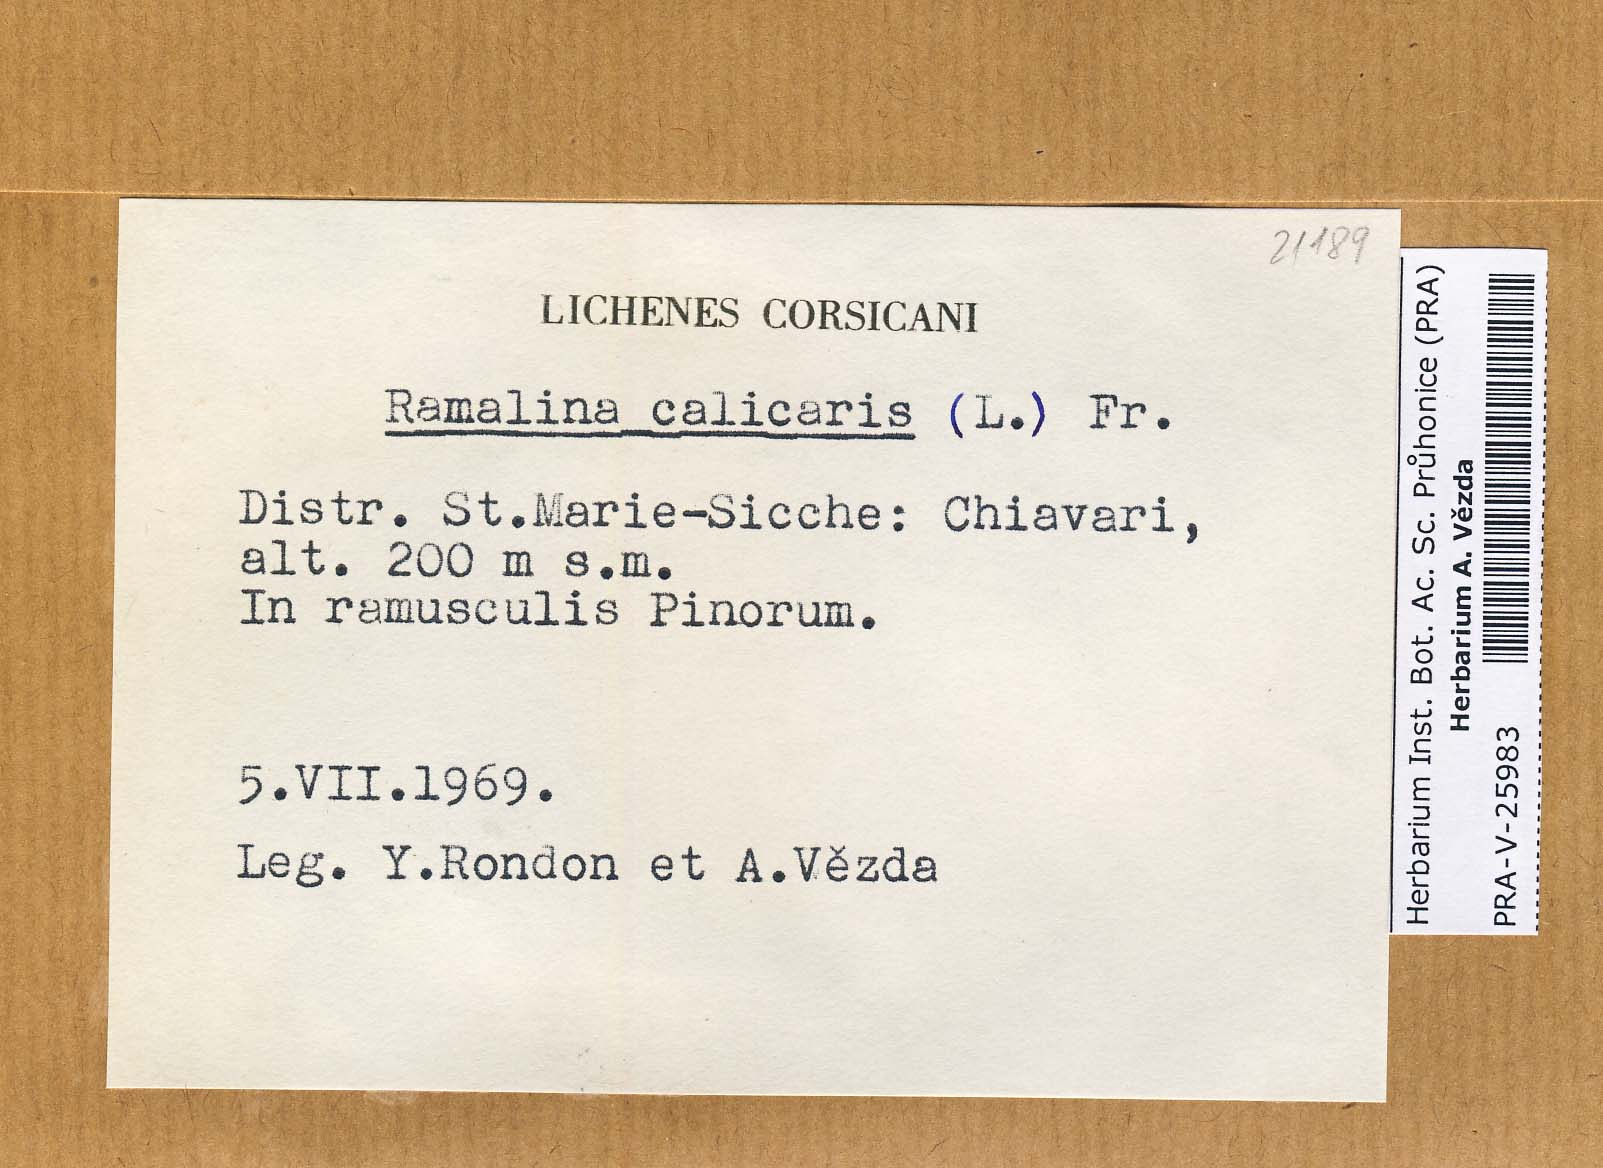 21189
LICHENES CORSICANI
Ramalina calicaris (L.) Fr.
Distr. St.Marie-Sicche: Chiavari,
alt. 200 m s.m.
In ramusculis Pinorum.
5.VII.1969.
Leg. Y.Rondon et A.Vězda
Herbarium Inst. Bot. Ac. Sc. Průhonice (PRA)
Herbarium A. Vězda
PRA-V-25983